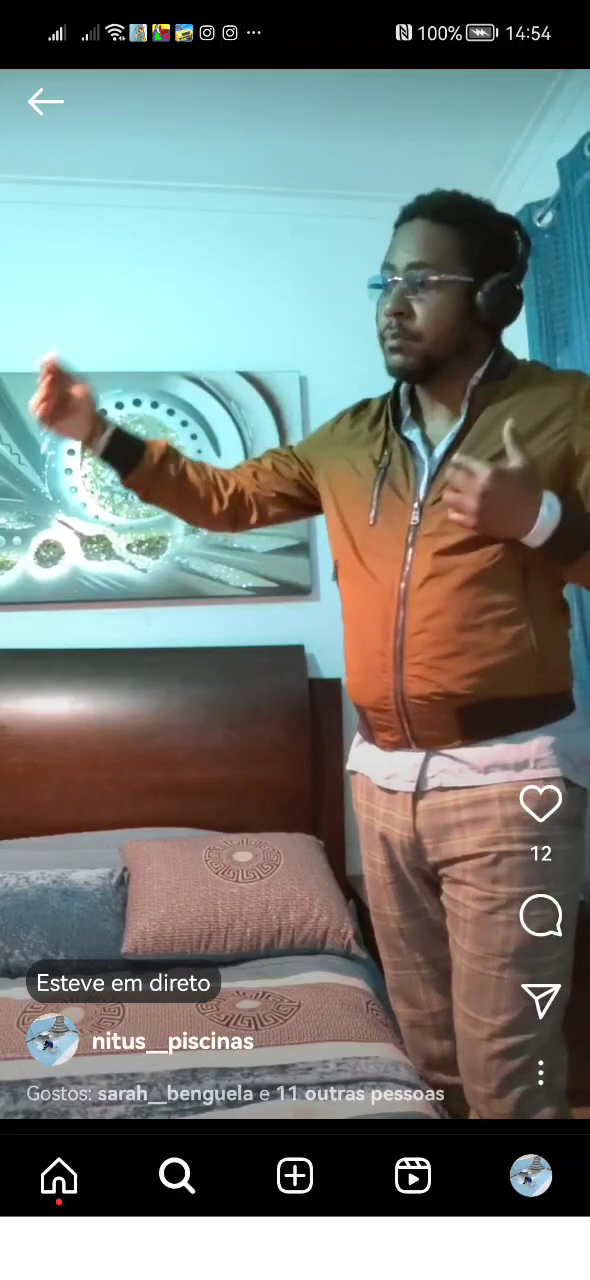 100% 14:54
12
Esteve em direto
nitus__piscinas
Gostos: sarah__benguela e 11 outras pessoas